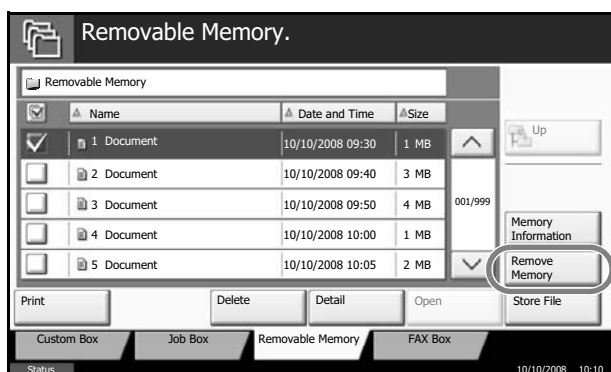 Removable Memory.
Removable Memory
Name Date and Time Size
1 Document 10/10/2008 09:30 1 MB
2 Document 10/10/2008 09:40 3 MB
3 Document 10/10/2008 09:50 4 MB
4 Document 10/10/2008 10:00 1 MB
5 Document 10/10/2008 10:05 2 MB
001/999
Up
Memory
Information
Remove
Memory
Print Delete Detail Open Store File
Custom Box Job Box Removable Memory FAX Box
Status 10/10/2008 10:10